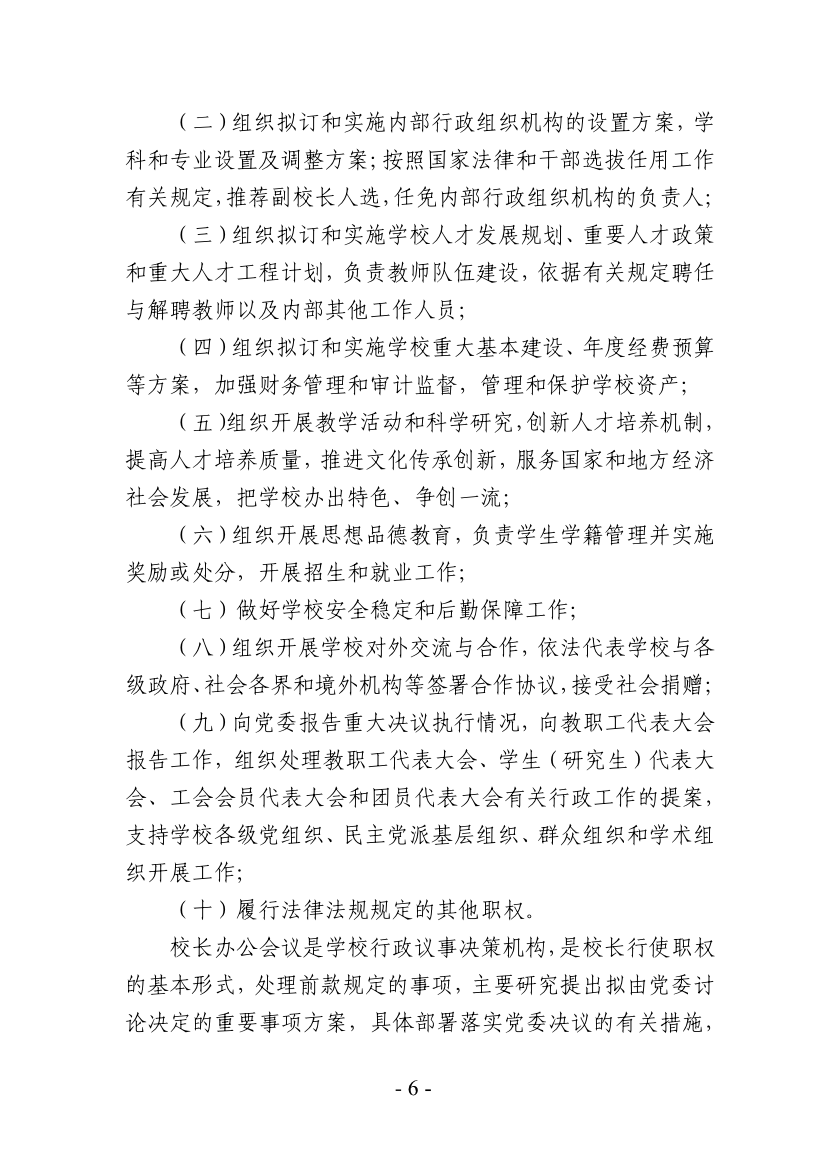 （二）组织拟订和实施内部行政组织机构的设置方案，学
科和专业设置及调整方案；按照国家法律和干部选拔任用工作
有关规定，推荐副校长人选，任免内部行政组织机构的负责人；
（三）组织拟订和实施学校人才发展规划、重要人才政策
和重大人才工程计划，负责教师队伍建设，依据有关规定聘任
与解聘教师以及内部其他工作人员；
（四）组织拟订和实施学校重大基本建设、年度经费预算
等方案，加强财务管理和审计监督，管理和保护学校资产；
（五）组织开展教学活动和科学研究，创新人才培养机制，
提高人才培养质量，推进文化传承创新，服务国家和地方经济
社会发展，把学校办出特色、争创一流；
（六）组织开展思想品德教育，负责学生学籍管理并实施
奖励或处分，开展招生和就业工作；
（七）做好学校安全稳定和后勤保障工作；
（八）组织开展学校对外交流与合作，依法代表学校与各
级政府、社会各界和境外机构等签署合作协议，接受社会捐赠；
（九）向党委报告重大决议执行情况，向教职工代表大会
报告工作，组织处理教职工代表大会、学生（研究生）代表大
会、工会会员代表大会和团员代表大会有关行政工作的提案，
支持学校各级党组织、民主党派基层组织、群众组织和学术组
织开展工作；
（十）履行法律法规规定的其他职权。
校长办公会议是学校行政议事决策机构，是校长行使职权
的基本形式，处理前款规定的事项，主要研究提出拟由党委讨
论决定的重要事项方案，具体部署落实党委决议的有关措施，
- 6 -